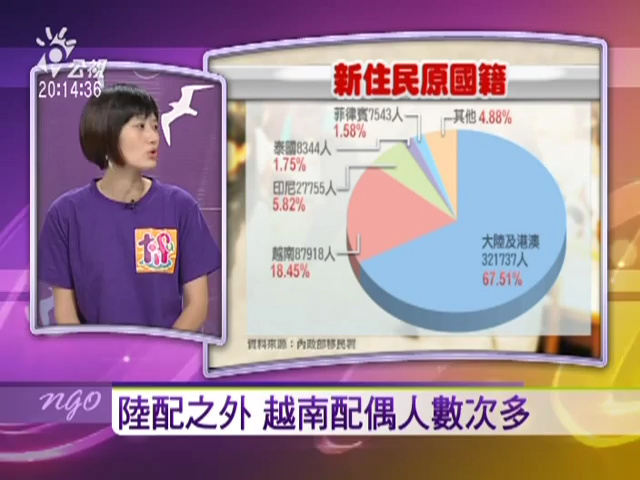 公視
20:14:36
新住民原國籍
菲律賓7543人
1.58%
其他 4.88%
泰國8344人
1.75%
印尼27755人
5.82%
越南87918人
18.45%
大陸及港澳
321737人
67.51%
資料來源：內政部移民署
ngo
陸配之外 越南配偶人數次多